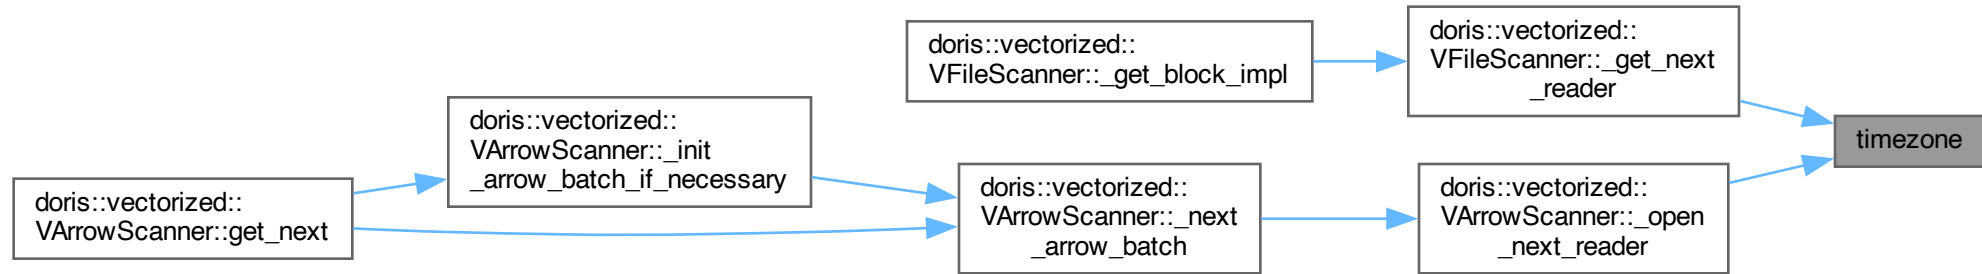 doris::vectorized::
VFileScanner::_get_block_impl
doris::vectorized::
VFileScanner::_get_next
_reader
doris::vectorized::
VArrowScanner::_init
_arrow_batch_if_necessary
timezone
doris::vectorized::
VArrowScanner::get_next
doris::vectorized::
VArrowScanner::_next
_arrow_batch
doris::vectorized::
VArrowScanner::_open
_next_reader